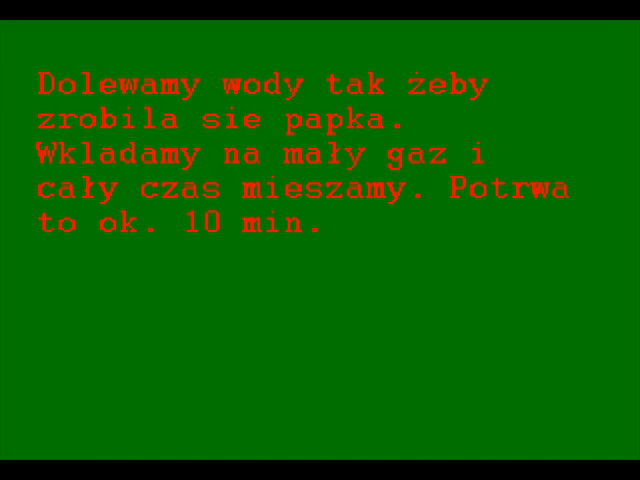 Dolewamy wody tak żeby
zrobila sie papka.
Wkladamy na mały gaz i
cały czas mieszamy. Potrwa
to ok. 10 min.